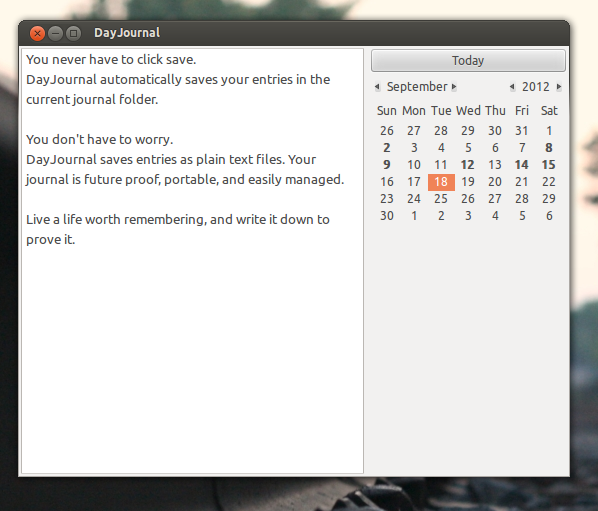 DayJournal
You never have to click save.
DayJournal automatically saves your entries in the
current journal folder.
You don't have to worry.
DayJournal saves entries as plain text files. Your
journal is future proof, portable, and easily managed.
Live a life worth remembering, and write it down to
prove it.
Today
September 2012
Sun Mon Tue Wed Thu Fri Sat
26 27 28 29 30 31 1
2 3 4 5 6 7 8
9 10 11 12 13 14 15
16 17 18 19 20 21 22
23 24 25 26 27 28 29
30 1 2 3 4 5 6